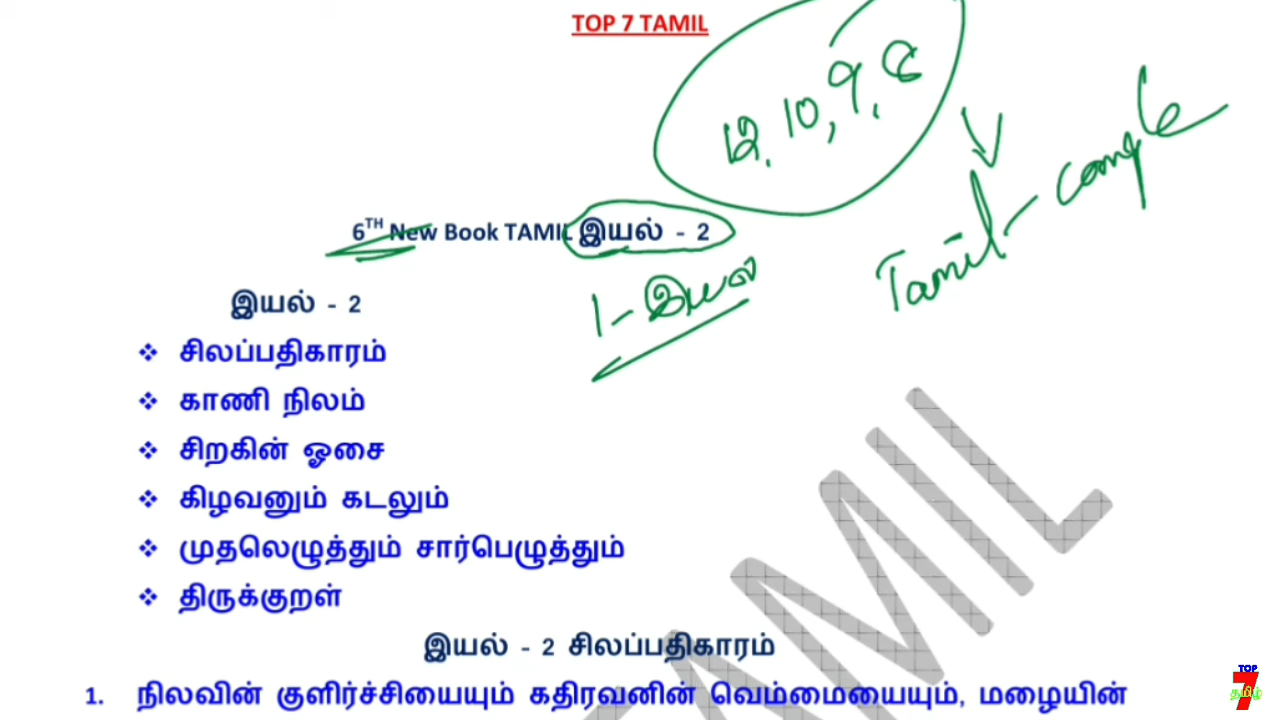 TOP 7 TAMIL
12, 10, 9, 8
6TH New Book TAMIL இயல் - 2
1 - இயல்
Tamil - comple
இயல் - 2
❖ சிலப்பதிகாரம்
❖ காணி நிலம்
❖ சிறகின் ஓசை
❖ கிழவனும் கடலும்
❖ முதலெழுத்தும் சார்பெழுத்தும்
❖ திருக்குறள்
இயல் - 2 சிலப்பதிகாரம்
1. நிலவின் குளிர்ச்சியையும் கதிரவனின் வெம்மையையும், மழையின்
TAMIL
TOP
7
தமிழ்